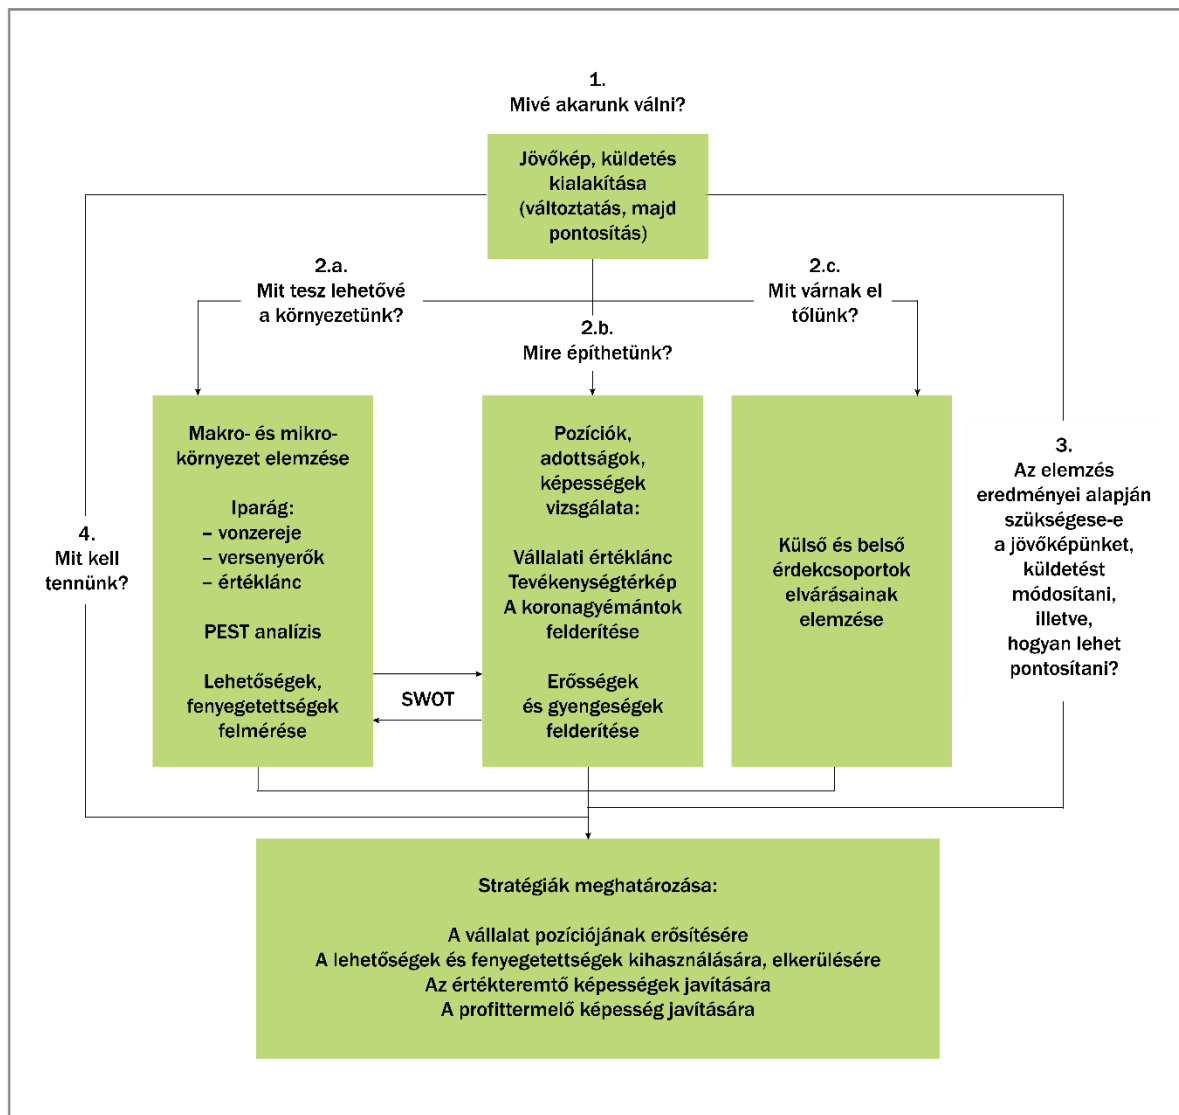 1.
Mivé akarunk válni?
Jövőkép, küldetés
kialakítása
(változtatás, majd
pontosítás)
2.a.
Mit tesz lehetővé
a környezetünk?
2.b.
Mire építhetünk?
2.c.
Mit várnak el
tőlünk?
Makro- és mikro-
környezet elemzése
Iparág:
– vonzereje
– versenyerők
– értéklánc
PEST analízis
Lehetőségek,
fenyegetettségek
felmérése
SWOT
Pozíciók,
adottságok,
képességek
vizsgálata:
Vállalati értéklánc
Tevékenységtérkép
A koronagyémántok
felderítése
Erősségek
és gyengeségek
felderítése
Külső és belső
érdekcsoportok
elvárásainak
elemzése
3.
Az elemzés
eredményei alapján
szükségese-e
a jövőképünket,
küldetést
módosítani,
illetve,
hogyan lehet
pontosítani?
4.
Mit kell
tennünk?
Stratégiák meghatározása:
A vállalat pozíciójának erősítésére
A lehetőségek és fenyegetettségek kihasználására, elkerülésére
Az értékteremtő képességek javítására
A profittermelő képesség javítására